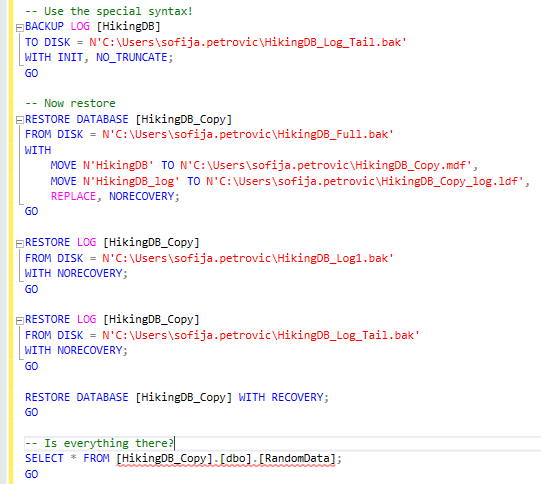 -- Use the special syntax!
BACKUP LOG [HikingDB]
TO DISK = N'C:\Users\sofija.petrovic\HikingDB_Log_Tail.bak'
WITH INIT, NO_TRUNCATE;
GO
-- Now restore
RESTORE DATABASE [HikingDB_Copy]
FROM DISK = N'C:\Users\sofija.petrovic\HikingDB_Full.bak'
WITH
MOVE N'HikingDB' TO N'C:\Users\sofija.petrovic\HikingDB_Copy.mdf',
MOVE N'HikingDB_log' TO N'C:\Users\sofija.petrovic\HikingDB_Copy_log.ldf',
REPLACE, NORECOVERY;
GO
RESTORE LOG [HikingDB_Copy]
FROM DISK = N'C:\Users\sofija.petrovic\HikingDB_Log1.bak'
WITH NORECOVERY;
GO
RESTORE LOG [HikingDB_Copy]
FROM DISK = N'C:\Users\sofija.petrovic\HikingDB_Log_Tail.bak'
WITH NORECOVERY;
GO
RESTORE DATABASE [HikingDB_Copy] WITH RECOVERY;
GO
-- Is everything there?
SELECT * FROM [HikingDB_Copy].[dbo].[RandomData];
GO